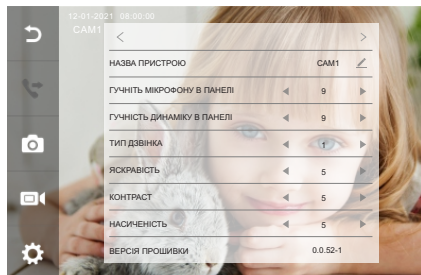 12-01-2021 08:00:00
CAM1
< >
НАЗВА ПРИСТРОЮ CAM1
ГУЧНІТЬ МІКРОФОНУ В ПАНЕЛІ 9
ГУЧНІСТЬ ДИНАМІКУ В ПАНЕЛІ 9
ТИП ДЗВІНКА 1
ЯСКРАВІСТЬ 5
КОНТРАСТ 5
НАСИЧЕНІСТЬ 5
ВЕРСІЯ ПРОШИВКИ 0.0.52-1